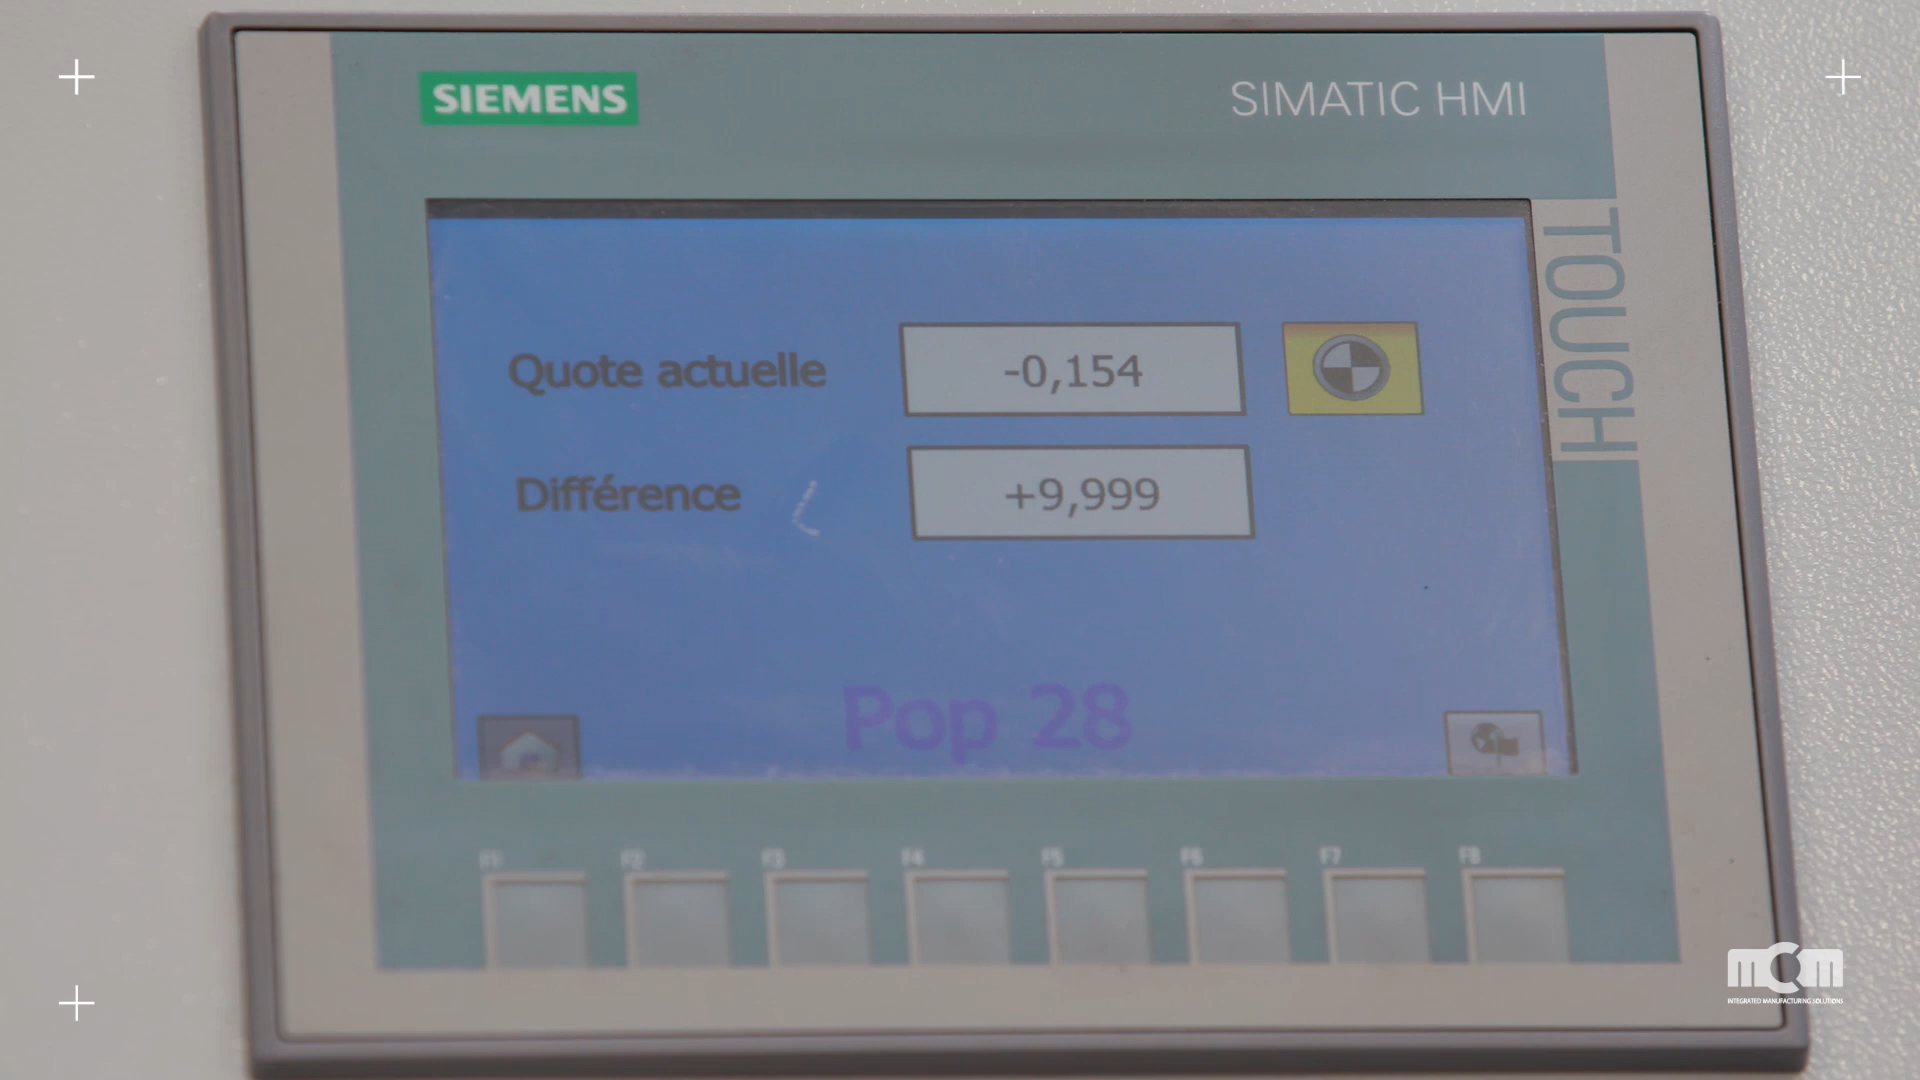 SIEMENS
SIMATIC HMI
TOUCH
Quote actuelle
-0,154
Différence
+9,999
Pop 28
F1 F2 F3 F4 F5 F6 F7 F8
mcm
INTEGRATED MANUFACTURING SOLUTIONS